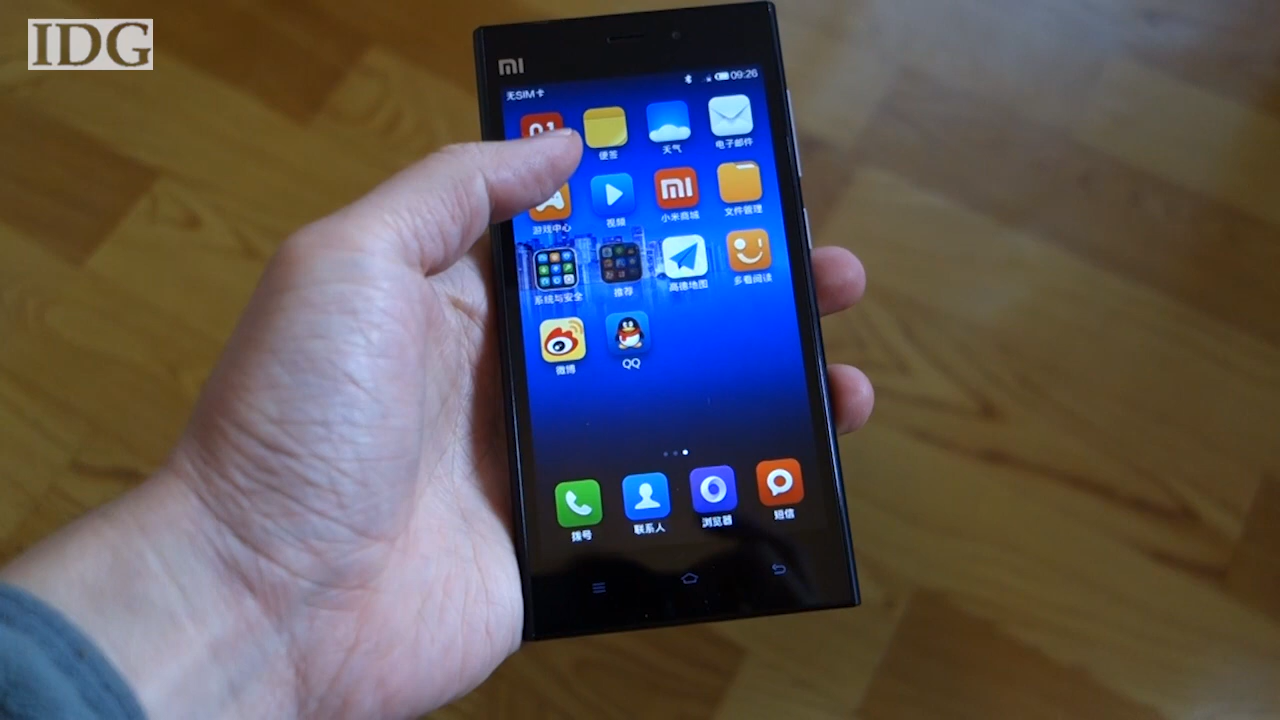 IDG
mi
无SIM卡 09:26
便签 天气 电子邮件
游戏中心 视频 小米商城 文件管理
mi
系统与安全 推荐 高德地图 多看阅读
微博 QQ
拨号 联系人 浏览器 短信